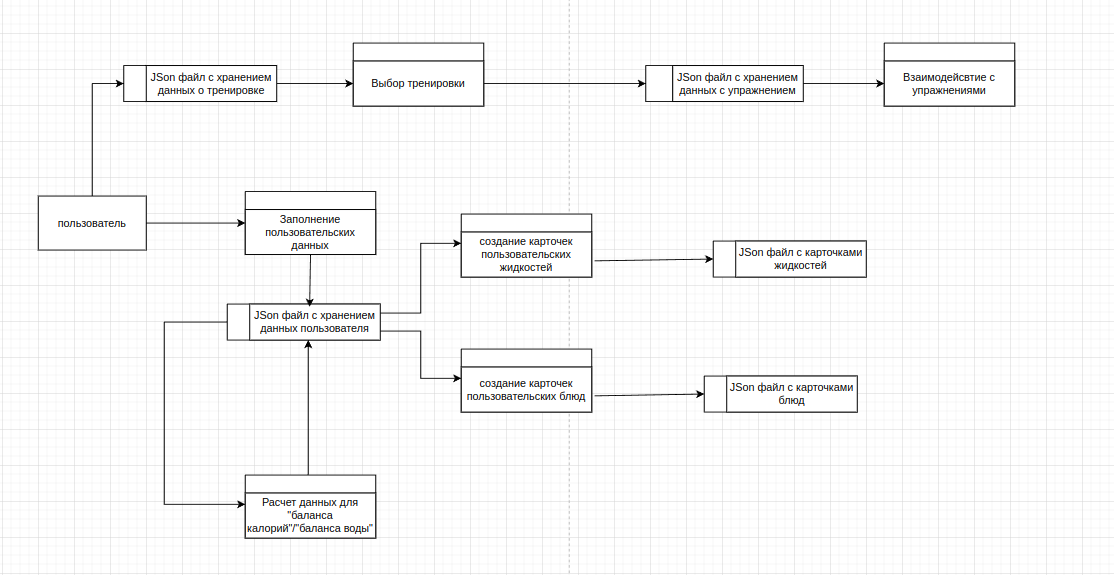 JSon файл с хранением
данных о тренировке
Выбор тренировки
JSon файл с хранением
данных с упражнением
Взаимодейсвтие с
упражнениями
пользователь
Заполнение
пользовательских
данных
создание карточек
пользовательских
жидкостей
JSon файл с карточками
жидкостей
JSon файл с хранением
данных пользователя
создание карточек
пользовательских блюд
JSon файл с карточками
блюд
Расчет данных для
"баланса
калорий"/"баланса воды"